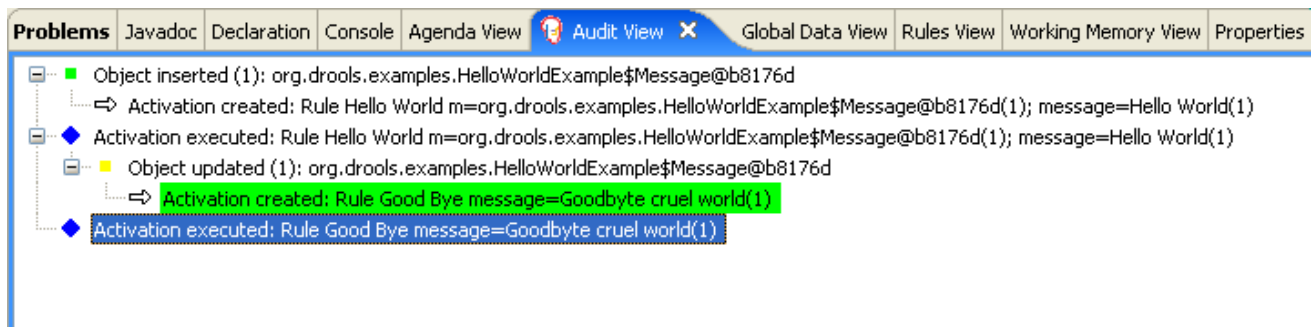 Problems Javadoc Declaration Console Agenda View Audit View Global Data View Rules View Working Memory View Properties
Object inserted (1): org.drools.examples.HelloWorldExample$Message@b8176d
Activation created: Rule Hello World m=org.drools.examples.HelloWorldExample$Message@b8176d(1); message=Hello World(1)
Activation executed: Rule Hello World m=org.drools.examples.HelloWorldExample$Message@b8176d(1); message=Hello World(1)
Object updated (1): org.drools.examples.HelloWorldExample$Message@b8176d
Activation created: Rule Good Bye message=Goodbyte cruel world(1)
Activation executed: Rule Good Bye message=Goodbyte cruel world(1)